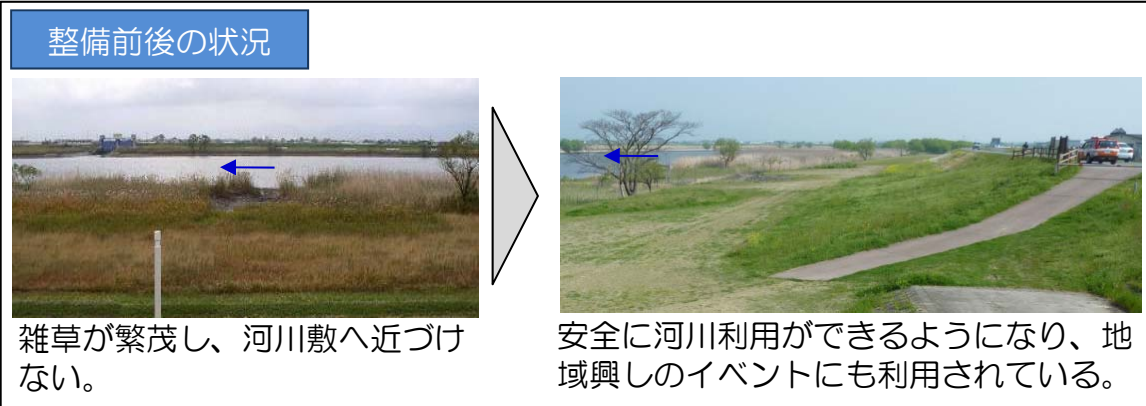 整備前後の状況
雑草が繁茂し、河川敷へ近づけ
ない。
安全に河川利用ができるようになり、地
域興しのイベントにも利用されている。